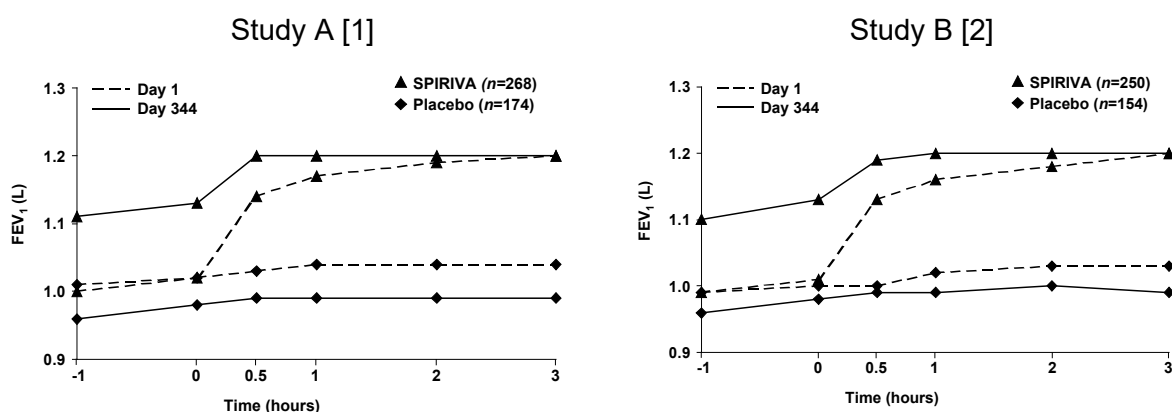 Study A [1]
Day 1
Day 344
SPIRIVA (n=268)
Placebo (n=174)
1.3
1.2
1.1
1.0
0.9
FEV1 (L)
-1 0 0.5 1 2 3
Time (hours)
Study B [2]
Day 1
Day 344
SPIRIVA (n=250)
Placebo (n=154)
1.3
1.2
1.1
1.0
0.9
FEV1 (L)
-1 0 0.5 1 2 3
Time (hours)